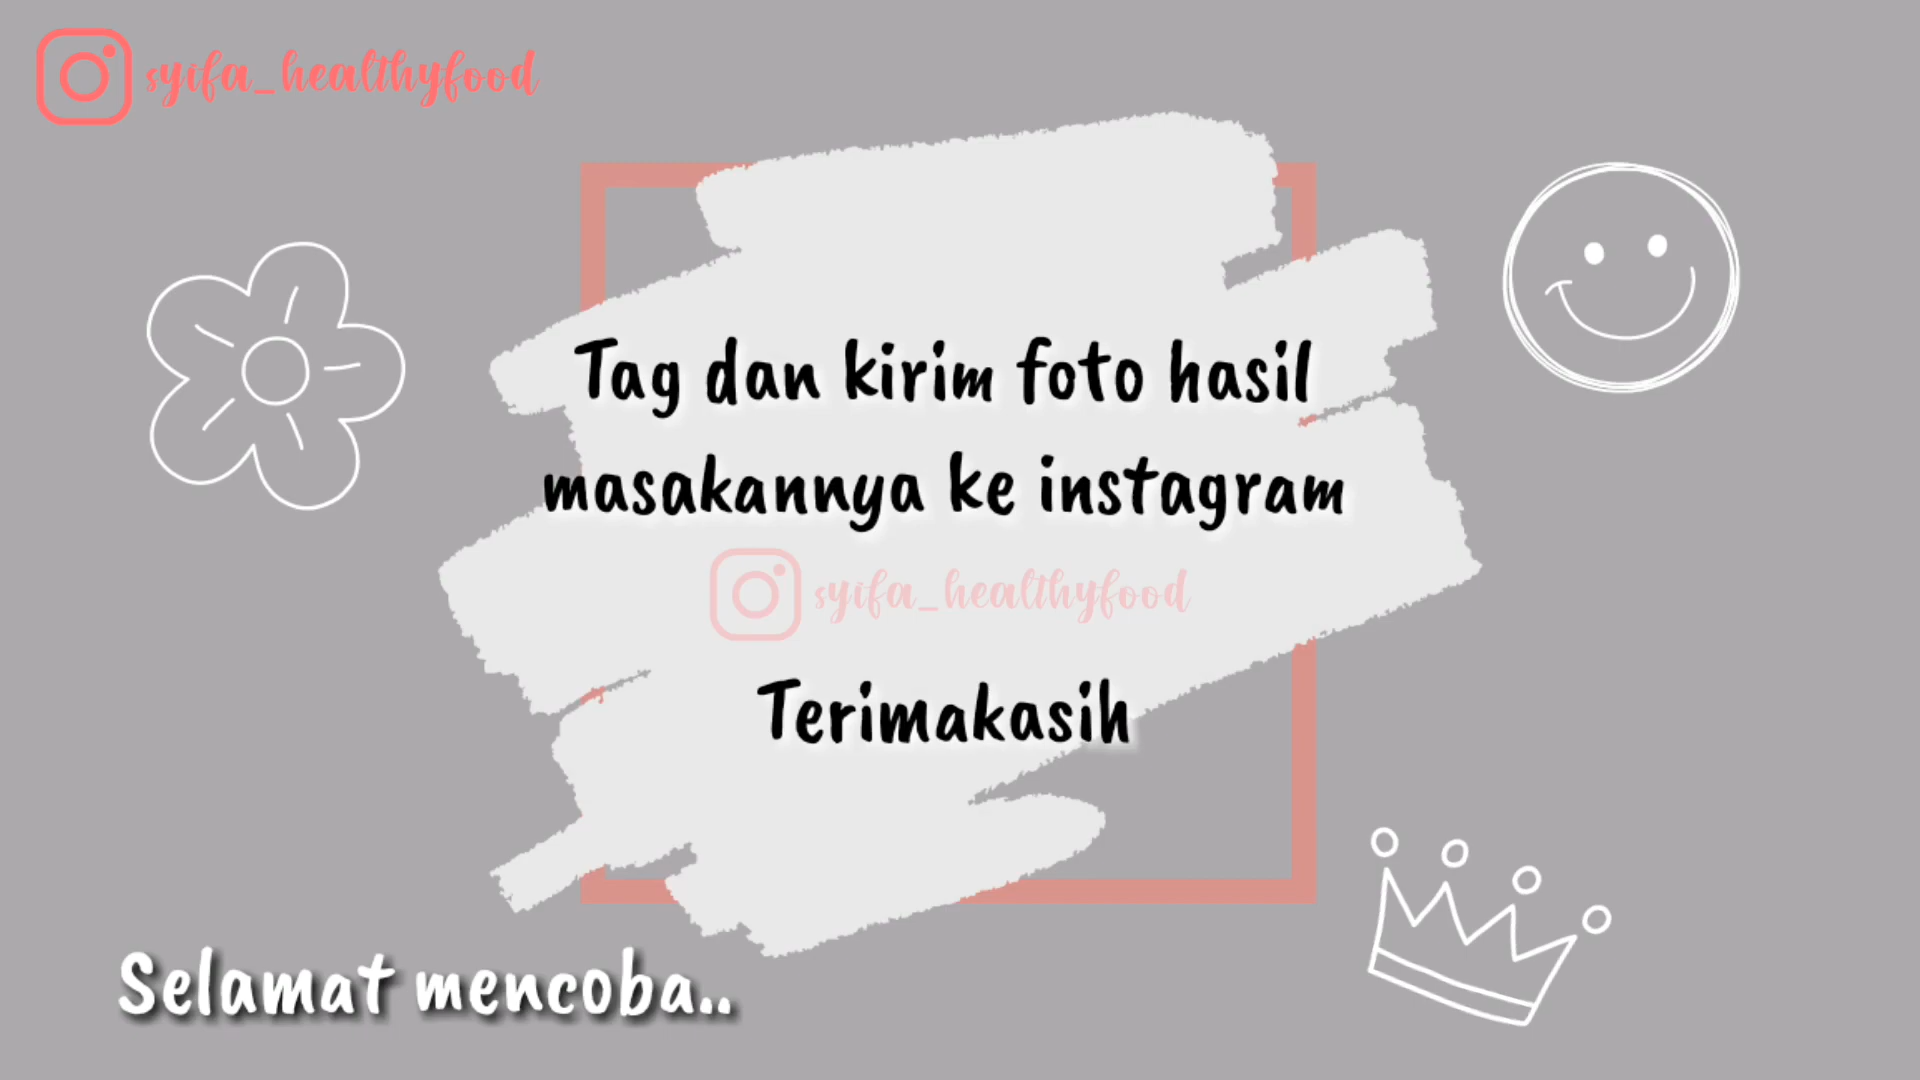 syifa_healthyfood
Tag dan kirim foto hasil
masakannya ke instagram
syifa_healthyfood
Terimakasih
Selamat mencoba..